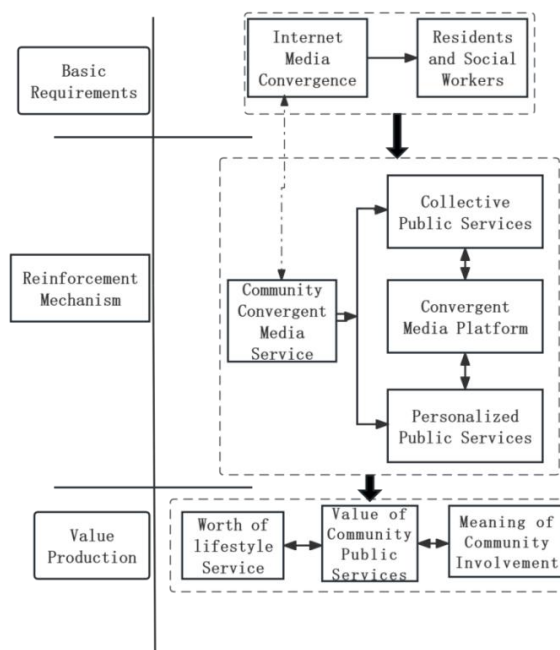 Basic
Requirements
Internet
Media
Convergence
Residents
and Social
Workers
Reinforcement
Mechanism
Community
Convergent
Media
Service
Collective
Public Services
Convergent
Media Platform
Personalized
Public Services
Value
Production
Worth of
lifestyle
Service
Value of
Community
Public
Services
Meaning of
Community
Involvement